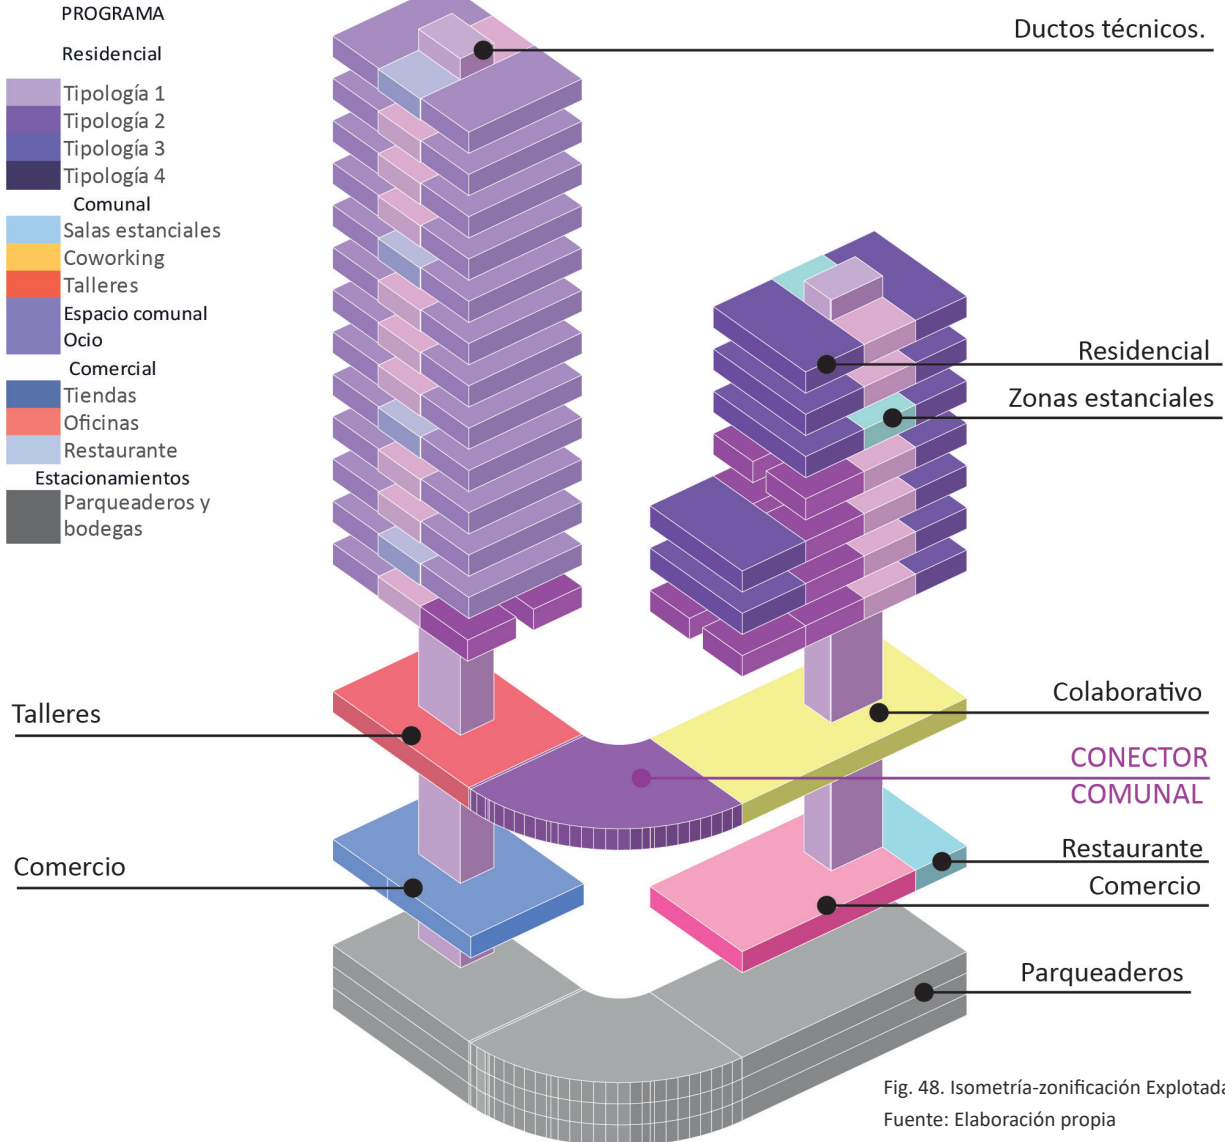 PROGRAMA
Residencial
Tipología 1
Tipología 2
Tipología 3
Tipología 4
Comunal
Salas estanciales
Coworking
Talleres
Espacio comunal
Ocio
Comercial
Tiendas
Oficinas
Restaurante
Estacionamientos
Parqueaderos y
bodegas
Ductos técnicos.
Residencial
Zonas estanciales
Talleres
Colaborativo
CONECTOR
COMUNAL
Comercio
Restaurante
Comercio
Parqueaderos
Fig. 48. Isometría-zonificación Explotada
Fuente: Elaboración propia